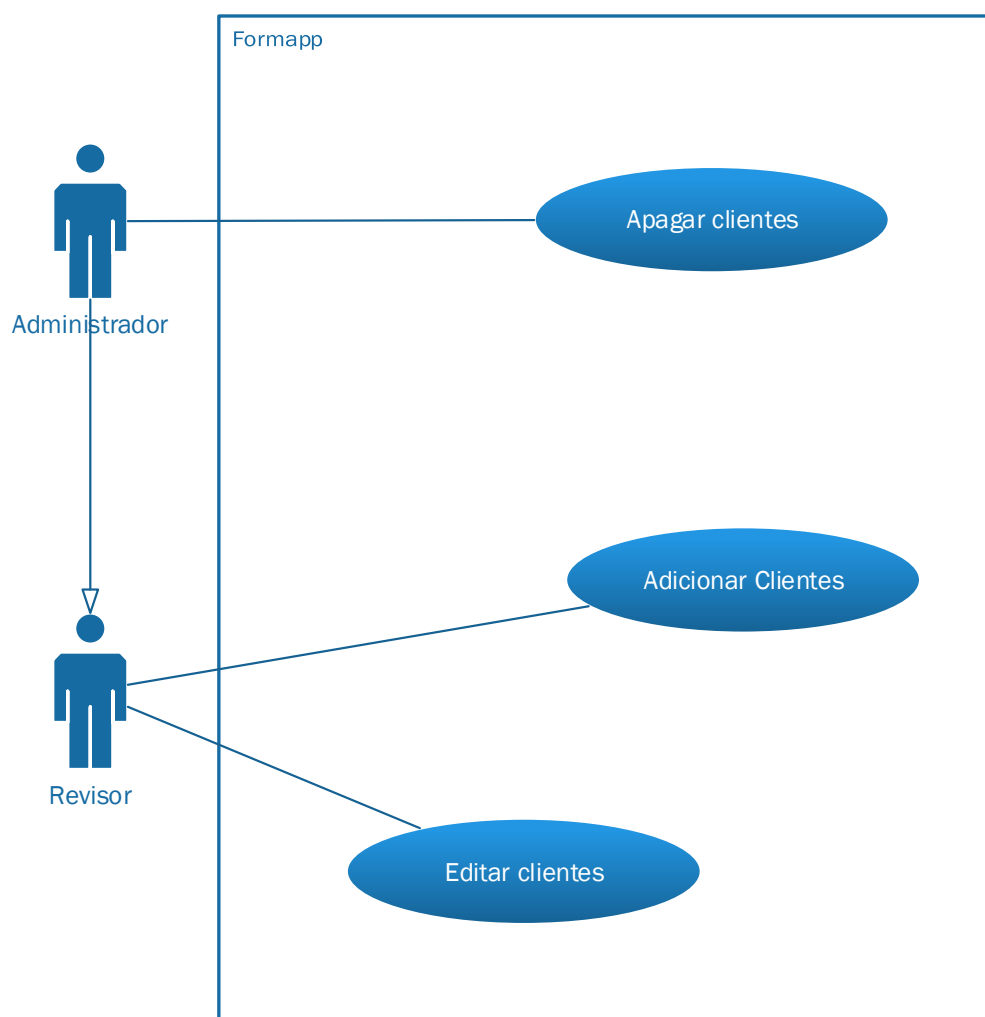 Formapp
Apagar clientes
Administrador
Adicionar Clientes
Revisor
Editar clientes